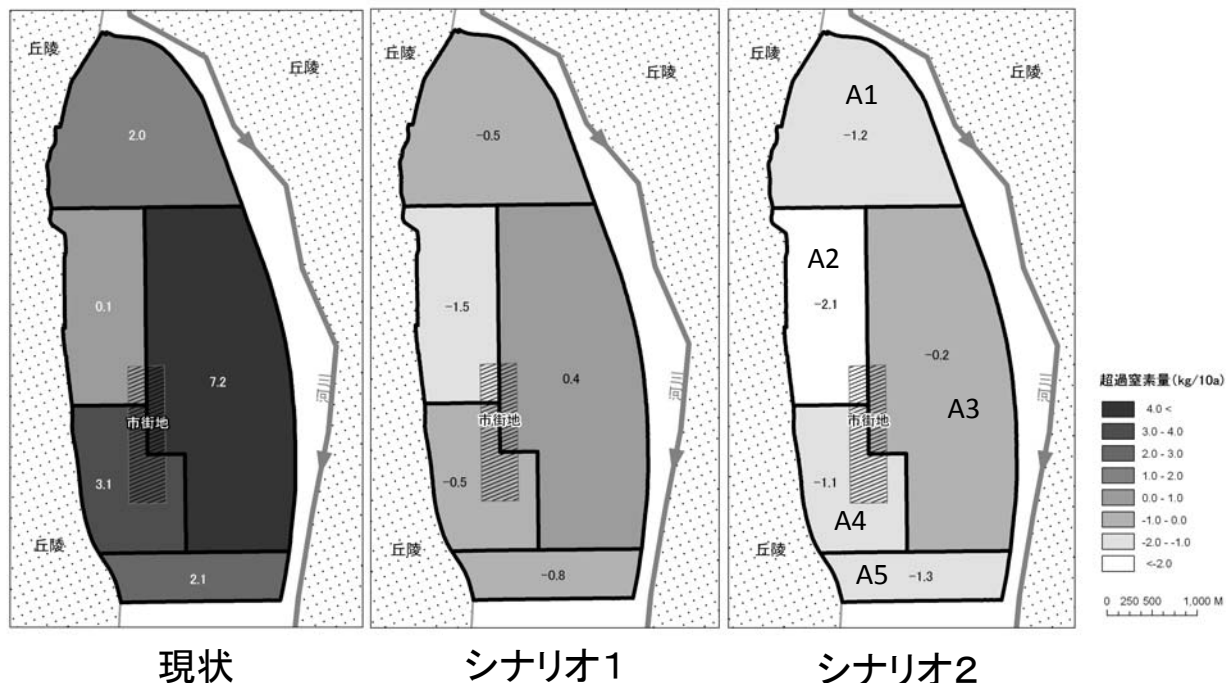 丘陵
丘陵
2.0
0.1
7.2
市街地
3.1
丘陵
2.1
河川
現状
丘陵
丘陵
-0.5
-1.5
0.4
市街地
-0.5
丘陵
-0.8
河川
シナリオ1
丘陵
丘陵
A1
-1.2
A2
-2.1
-0.2
A3
市街地
-1.1
A4
丘陵
A5
-1.3
河川
シナリオ2
超過窒素量(kg/10a)
4.0 <
3.0 - 4.0
2.0 - 3.0
1.0 - 2.0
0.0 - 1.0
-1.0 - 0.0
-2.0 - -1.0
<-2.0
0 250 500 1,000 M